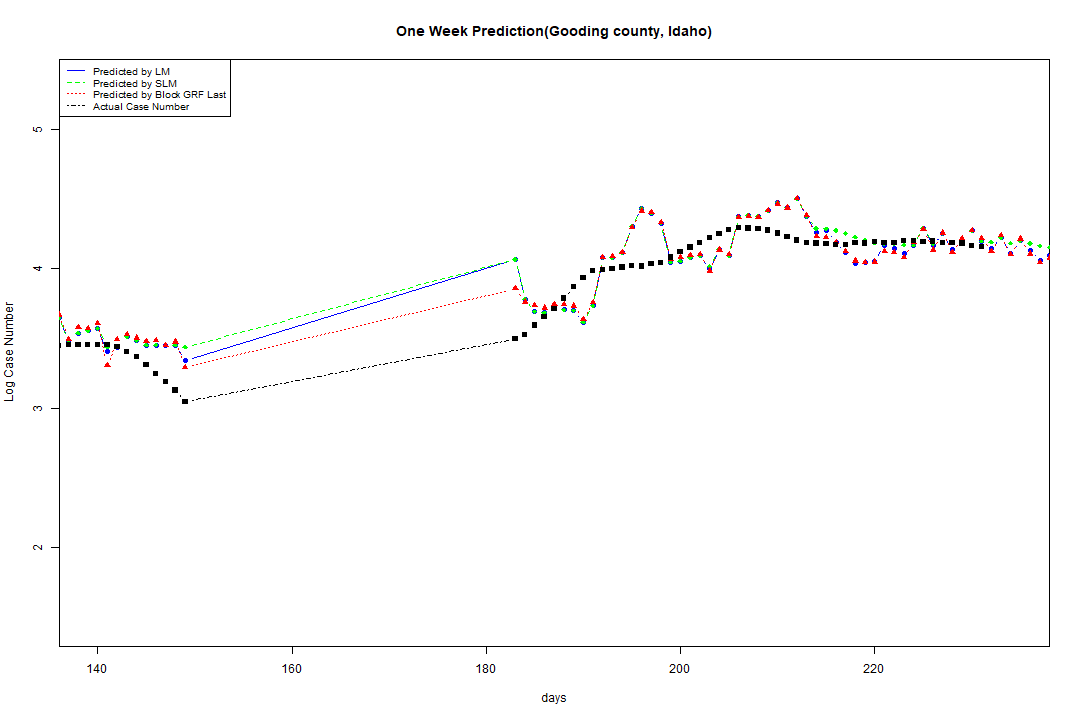 One Week Prediction(Gooding county, Idaho)
Predicted by LM
Predicted by SLM
Predicted by Block GRF Last
Actual Case Number
5
4
3
2
Log Case Number
140 160 180 200 220
days